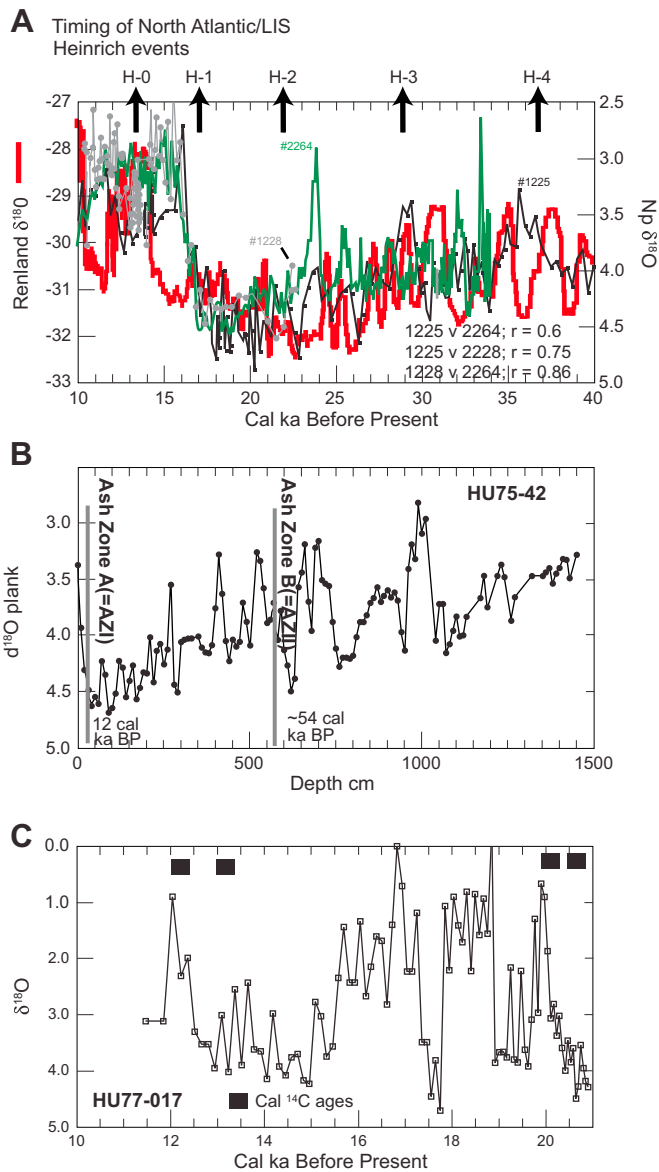 A Timing of North Atlantic/LIS
Heinrich events
H-0 H-1 H-2 H-3 H-4
-27
-28
-29
-30
-31
-32
-33
Renland δ¹⁸0
2.5
3.0
3.5
4.0
4.5
5.0
Np δ¹⁸O
#2264
#1225
#1228
1225 v 2264; r = 0.6
1225 v 2228; r = 0.75
1228 v 2264; r = 0.86
10 15 20 25 30 35 40
Cal ka Before Present
B
HU75-42
3.0
3.5
4.0
4.5
5.0
d¹⁸O plank
Ash Zone A(=AZI)
Ash Zone B(=AZII)
12 cal
ka BP
~54 cal
ka BP
0 500 1000 1500
Depth cm
C
0.0
1.0
2.0
3.0
4.0
5.0
δ¹⁸O
HU77-017
Cal ¹⁴C ages
10 12 14 16 18 20
Cal ka Before Present